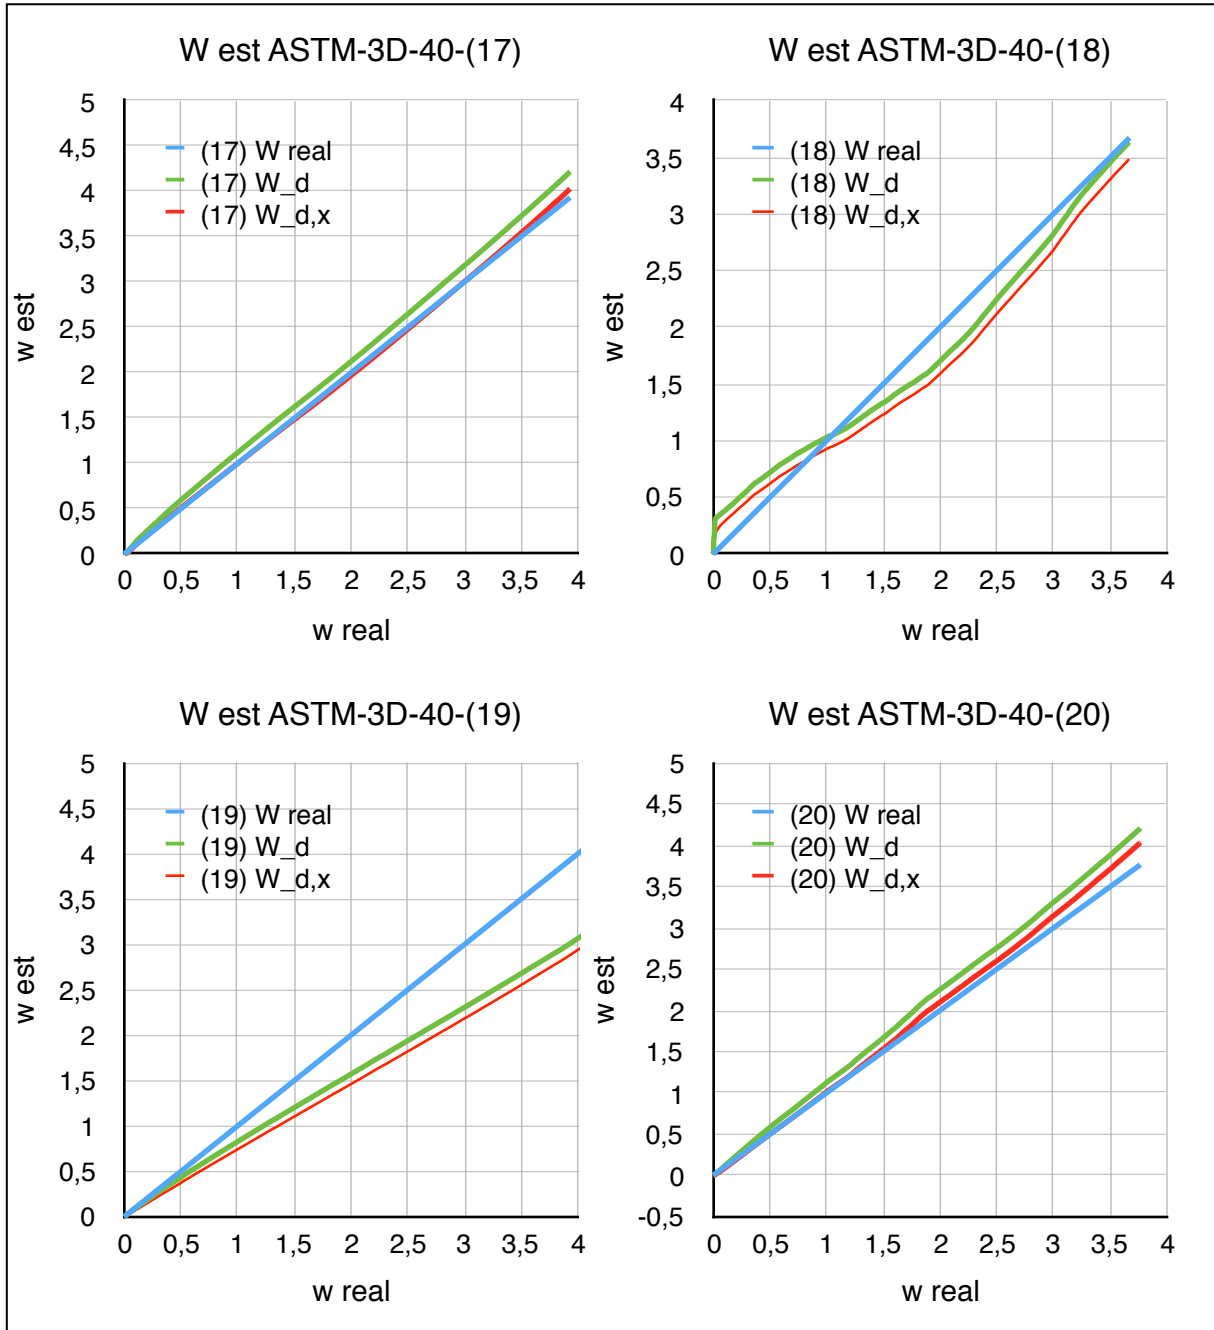 W est ASTM-3D-40-(17)
5
4,5
4
3,5
3
2,5
2
1,5
1
0,5
0
(17) W real
(17) W_d
(17) W_d,x
w est
0 0,5 1 1,5 2 2,5 3 3,5 4
w real
W est ASTM-3D-40-(18)
4
3,5
3
2,5
2
1,5
1
0,5
0
(18) W real
(18) W_d
(18) W_d,x
w est
0 0,5 1 1,5 2 2,5 3 3,5 4
w real
W est ASTM-3D-40-(19)
5
4,5
4
3,5
3
2,5
2
1,5
1
0,5
0
(19) W real
(19) W_d
(19) W_d,x
w est
0 0,5 1 1,5 2 2,5 3 3,5 4
w real
W est ASTM-3D-40-(20)
5
4,5
4
3,5
3
2,5
2
1,5
1
0,5
0
-0,5
(20) W real
(20) W_d
(20) W_d,x
w est
0 0,5 1 1,5 2 2,5 3 3,5 4
w real